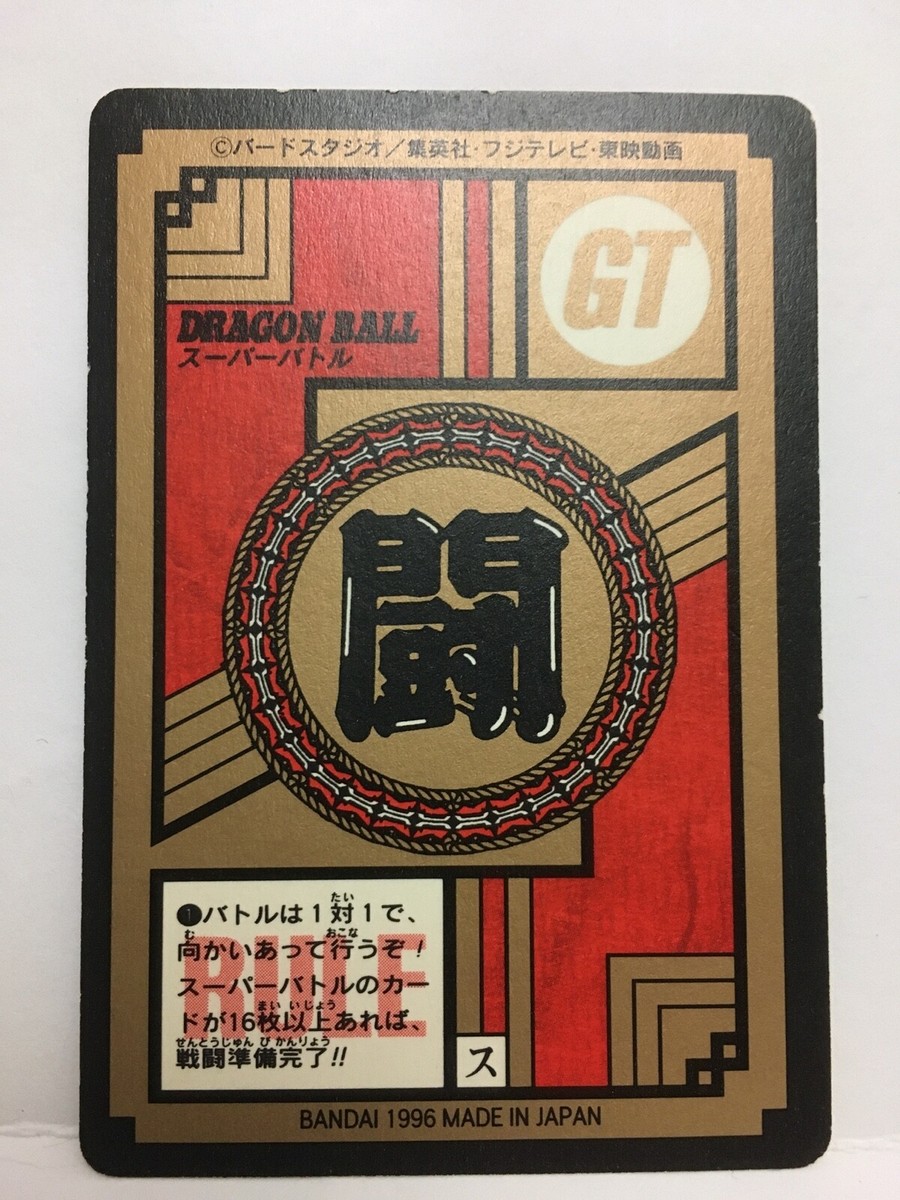 ©バードスタジオ／集英社・フジテレビ・東映動画
GT
DRAGON BALL
スーパーバトル
闘
RULE
❶バトルは1対1で、
向かいあって行うぞ！
スーパーバトルのカー
ドが16枚以上あれば、
戦闘準備完了!!
たい
む
おこな
まい いじょう
せんとうじゅん び かんりょう
ス
BANDAI 1996 MADE IN JAPAN